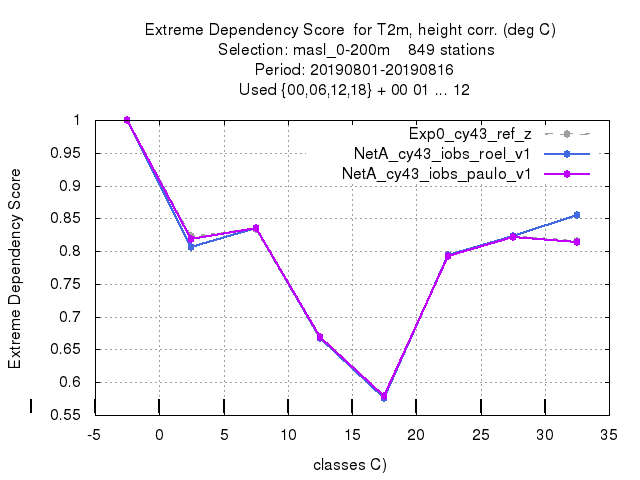 Extreme Dependency Score for T2m, height corr. (deg C)
Selection: masl_0-200m 849 stations
Period: 20190801-20190816
Used {00,06,12,18} + 00 01 ... 12
Exp0_cy43_ref_z
NetA_cy43_iobs_roel_v1
NetA_cy43_iobs_paulo_v1
Extreme Dependency Score
1
0.95
0.9
0.85
0.8
0.75
0.7
0.65
0.6
0.55
-5 0 5 10 15 20 25 30 35
classes C)